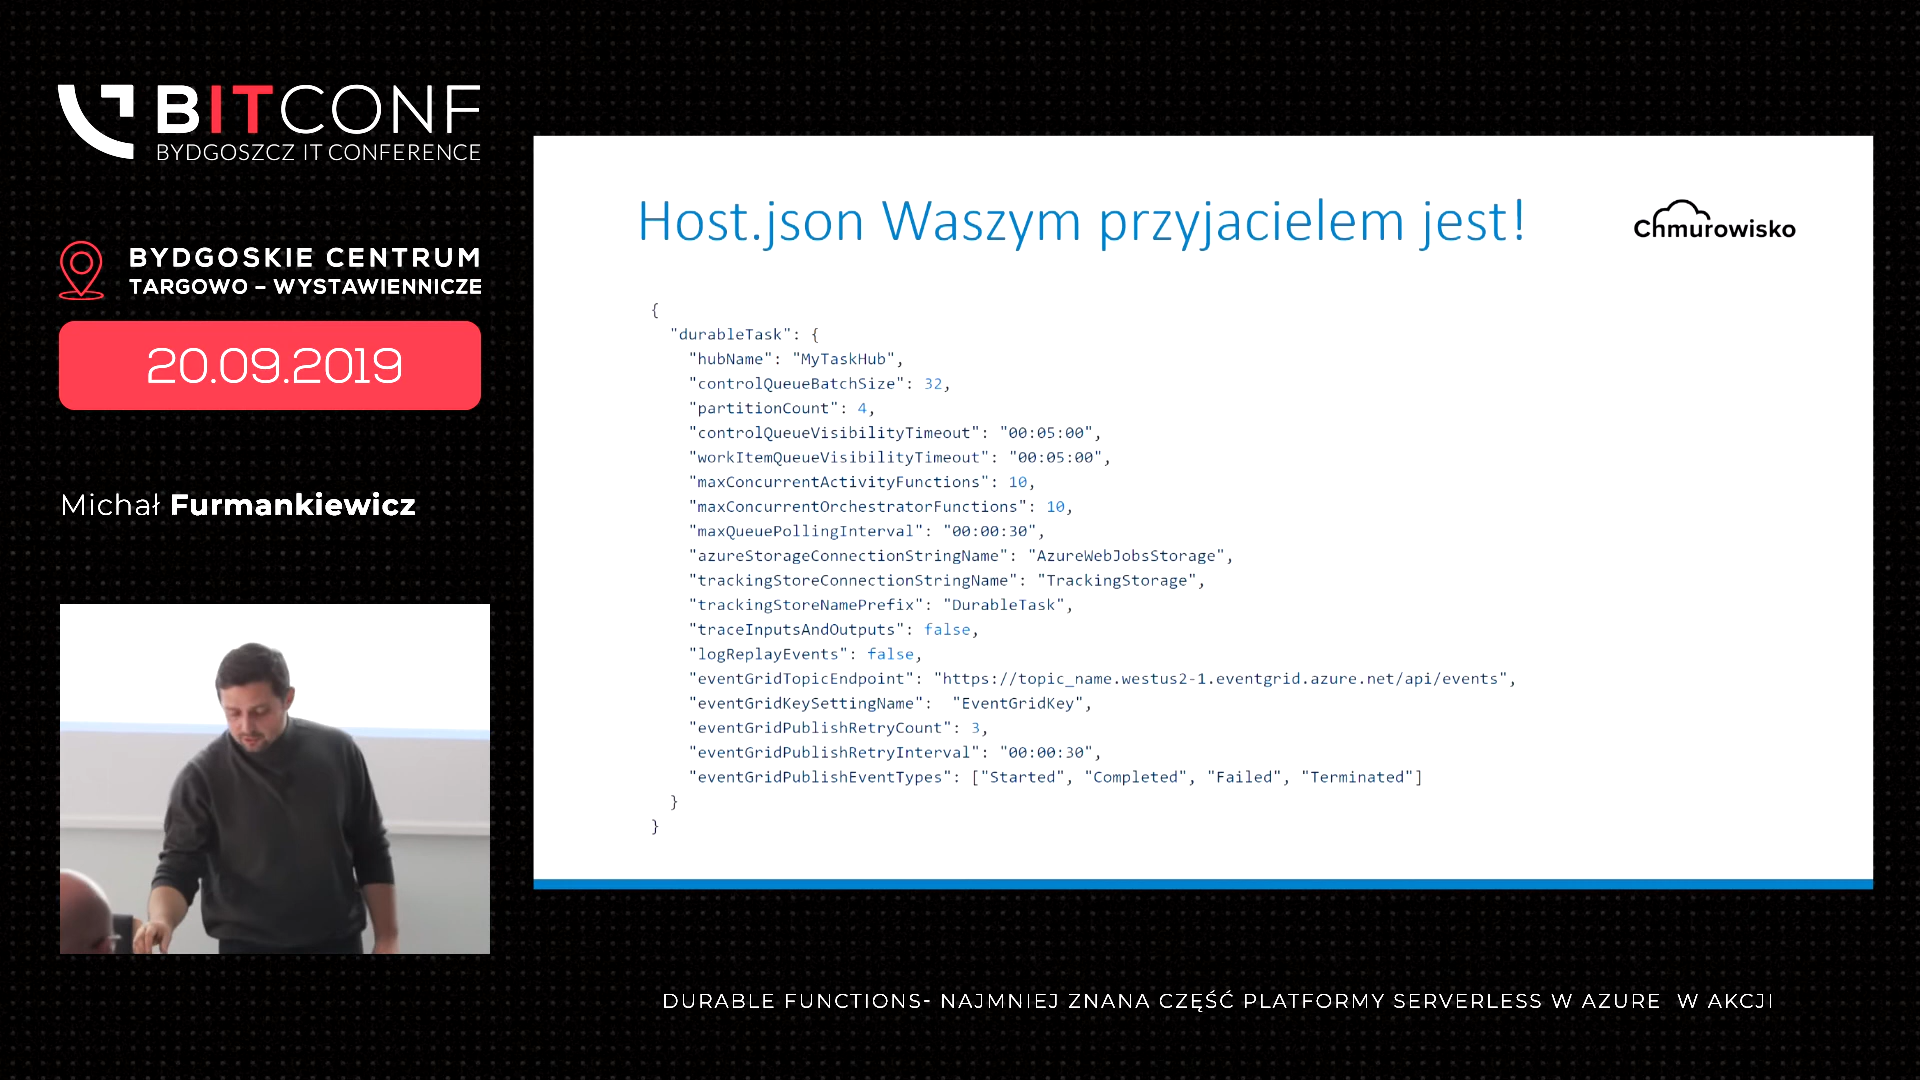 BITCONF
BYDGOSZCZ IT CONFERENCE
BYDGOSKIE CENTRUM
TARGOWO – WYSTAWIENNICZE
20.09.2019
Michał Furmankiewicz
Host.json Waszym przyjacielem jest!
Chmurowisko
{
"durableTask": {
"hubName": "MyTaskHub",
"controlQueueBatchSize": 32,
"partitionCount": 4,
"controlQueueVisibilityTimeout": "00:05:00",
"workItemQueueVisibilityTimeout": "00:05:00",
"maxConcurrentActivityFunctions": 10,
"maxConcurrentOrchestratorFunctions": 10,
"maxQueuePollingInterval": "00:00:30",
"azureStorageConnectionStringName": "AzureWebJobsStorage",
"trackingStoreConnectionStringName": "TrackingStorage",
"trackingStoreNamePrefix": "DurableTask",
"traceInputsAndOutputs": false,
"logReplayEvents": false,
"eventGridTopicEndpoint": "https://topic_name.westus2-1.eventgrid.azure.net/api/events",
"eventGridKeySettingName":  "EventGridKey",
"eventGridPublishRetryCount": 3,
"eventGridPublishRetryInterval": "00:00:30",
"eventGridPublishEventTypes": ["Started", "Completed", "Failed", "Terminated"]
}
}
DURABLE FUNCTIONS- NAJMNIEJ ZNANA CZĘŚĆ PLATFORMY SERVERLESS W AZURE  W AKCJI